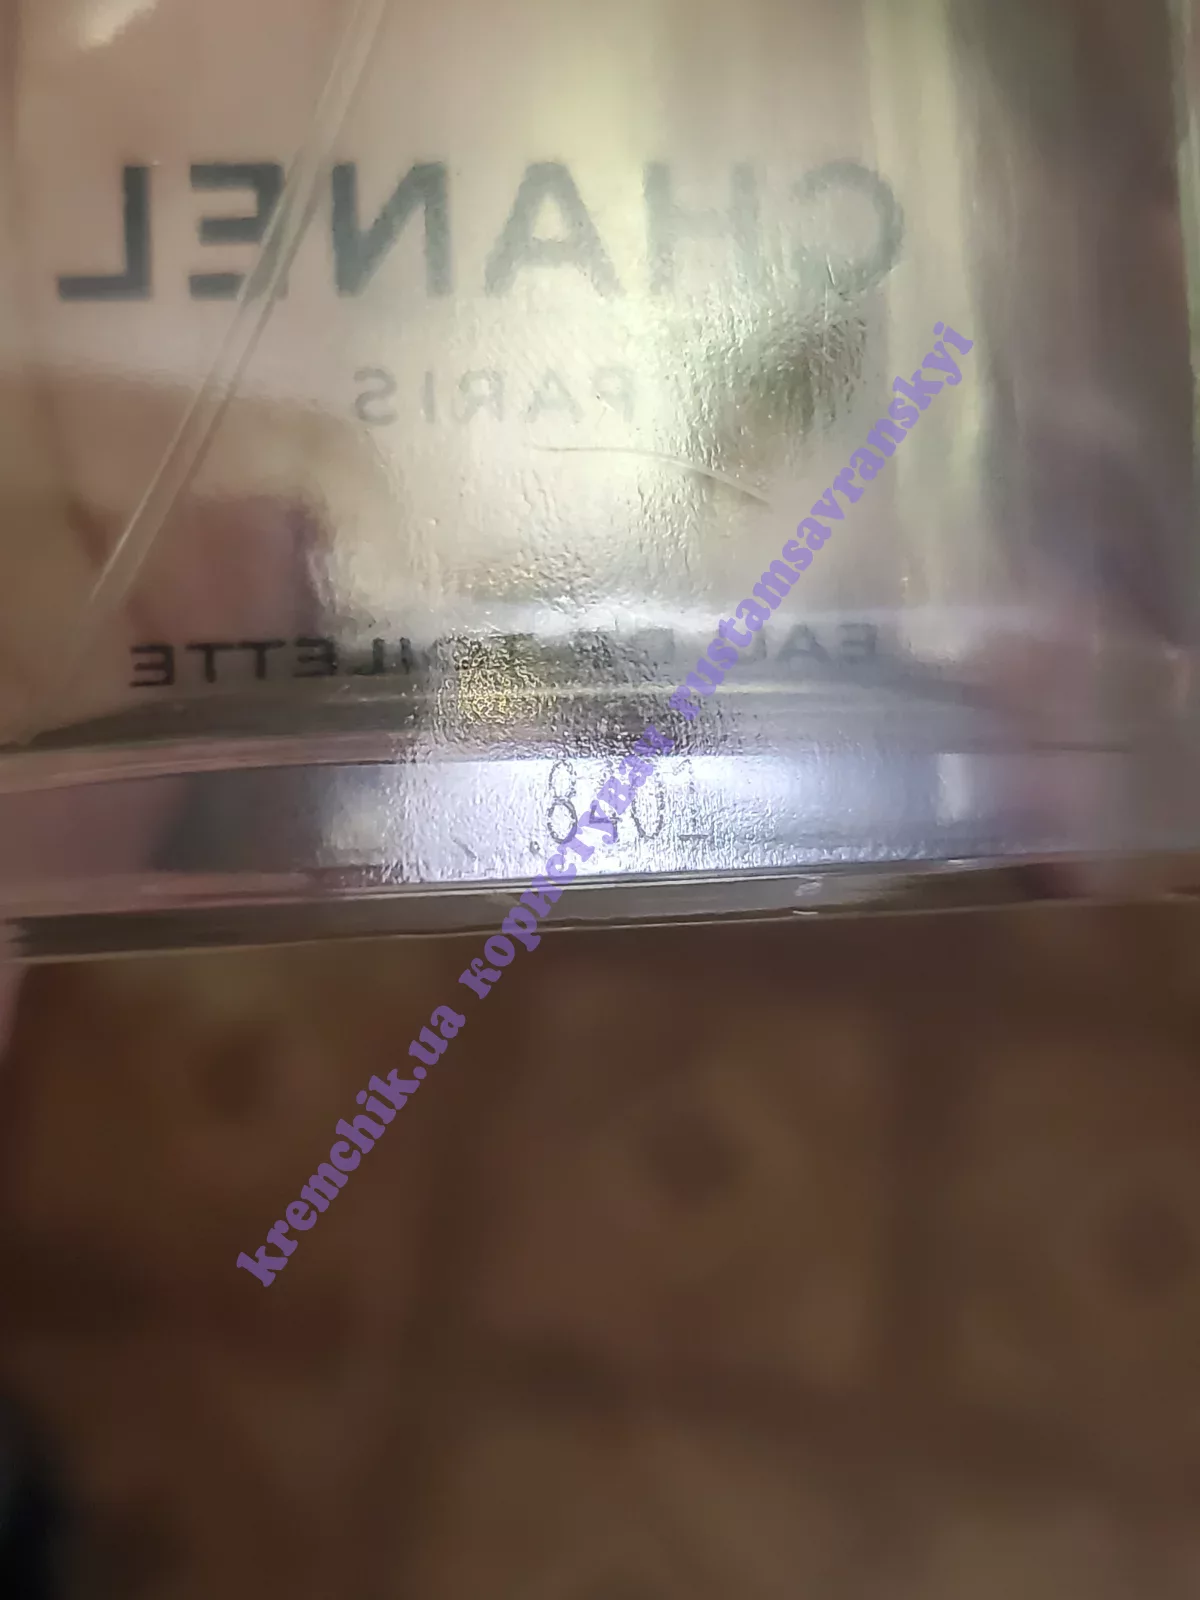 CHANEL
PARIS
EAU DE TOILETTE
kremchik.ua користувач rustamsavranskyi